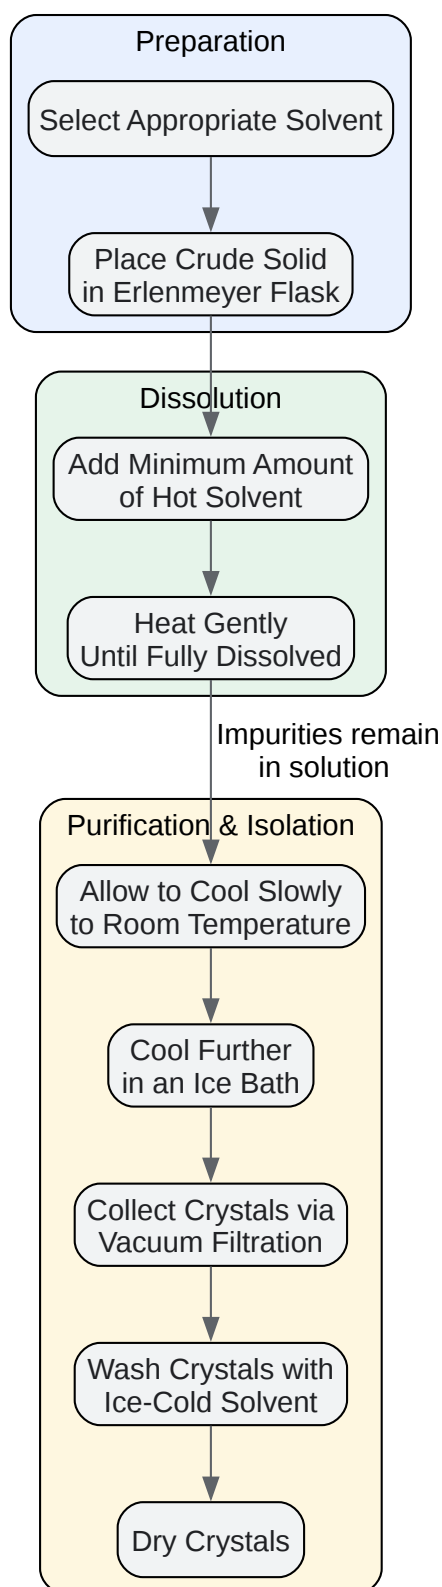 Preparation
Select Appropriate Solvent
Place Crude Solid
in Erlenmeyer Flask
Dissolution
Add Minimum Amount
of Hot Solvent
Heat Gently
Until Fully Dissolved
Impurities remain
in solution
Purification & Isolation
Allow to Cool Slowly
to Room Temperature
Cool Further
in an Ice Bath
Collect Crystals via
Vacuum Filtration
Wash Crystals with
Ice-Cold Solvent
Dry Crystals